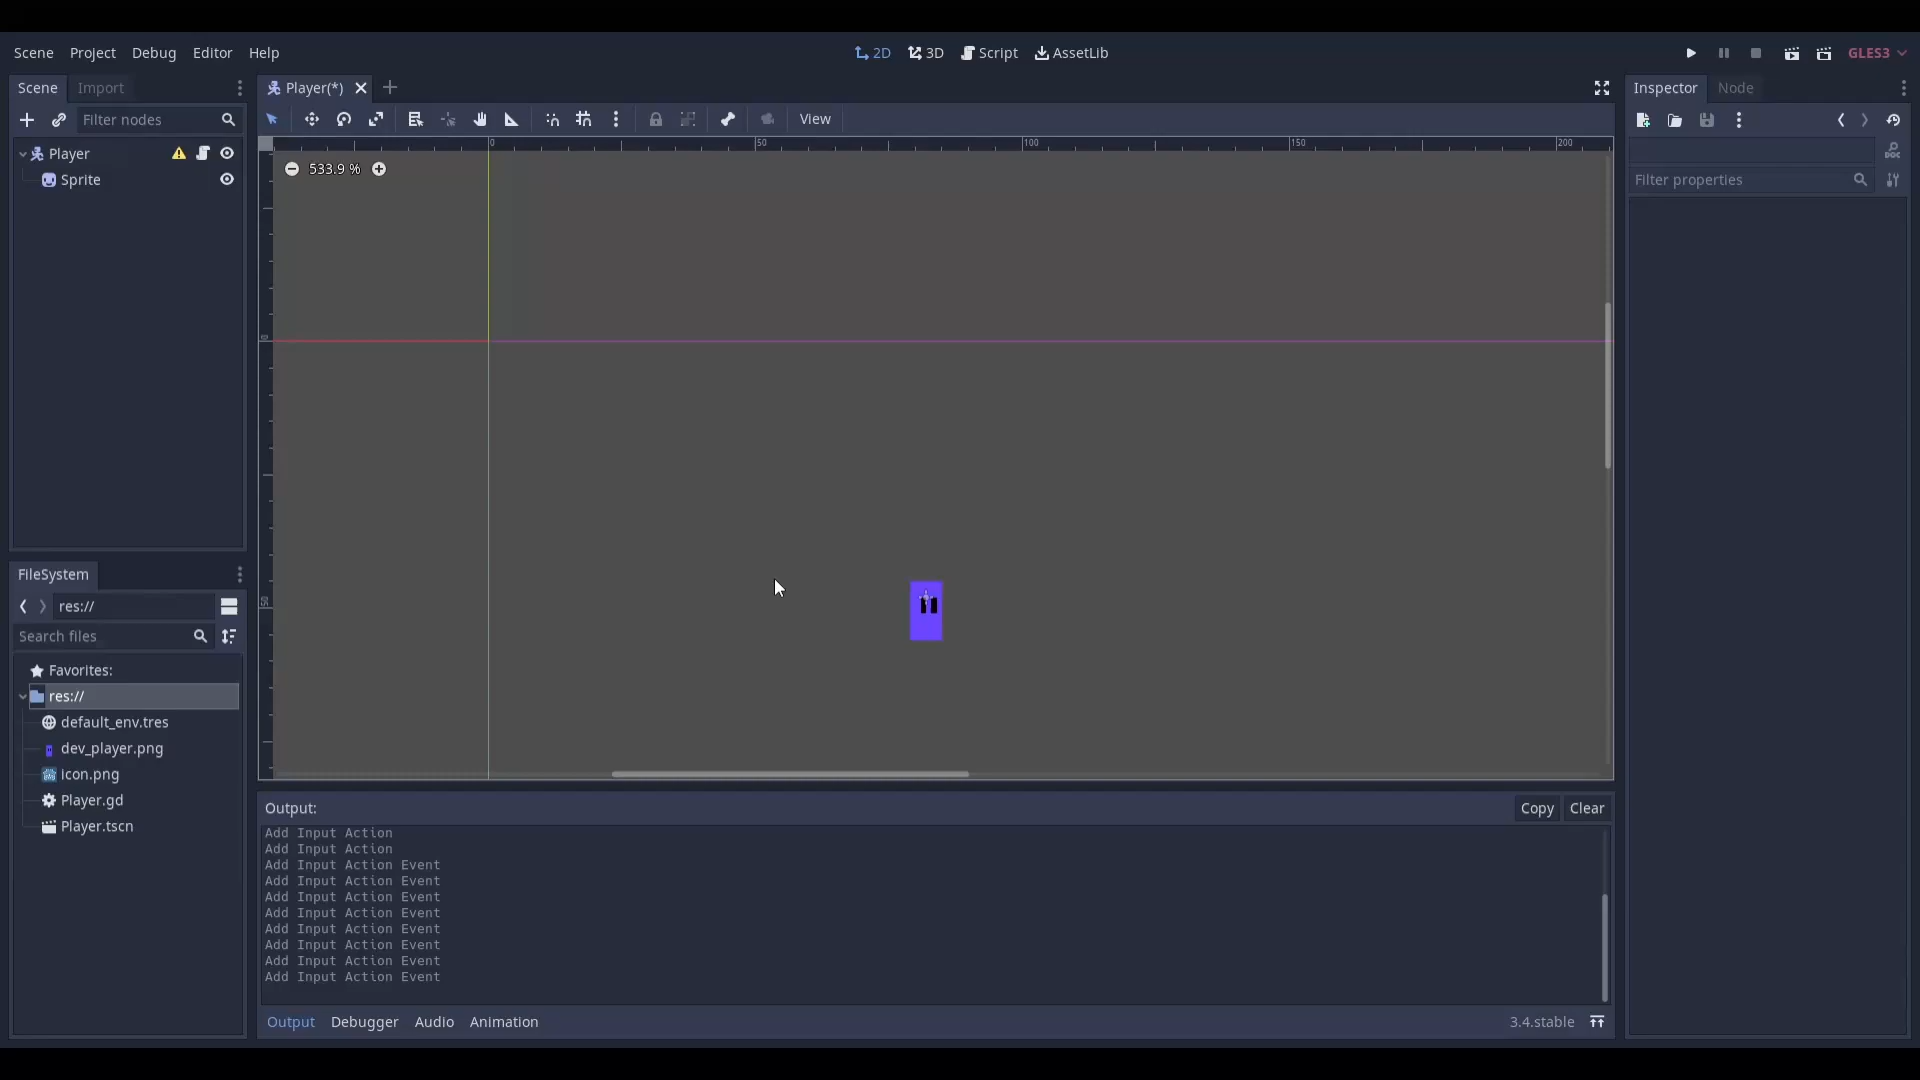 Scene Project Debug Editor Help 2D 3D Script AssetLib GLES3
Scene Import
Filter nodes
Player
Sprite
Player(*)
View
0 50 100 150 200
533.9 %
0
50
Inspector Node
Filter properties
FileSystem
res://
Search files
Favorites:
res://
default_env.tres
dev_player.png
icon.png
Player.gd
Player.tscn
Output: Copy Clear
Add Input Action
Add Input Action
Add Input Action Event
Add Input Action Event
Add Input Action Event
Add Input Action Event
Add Input Action Event
Add Input Action Event
Add Input Action Event
Add Input Action Event
Output Debugger Audio Animation 3.4.stable